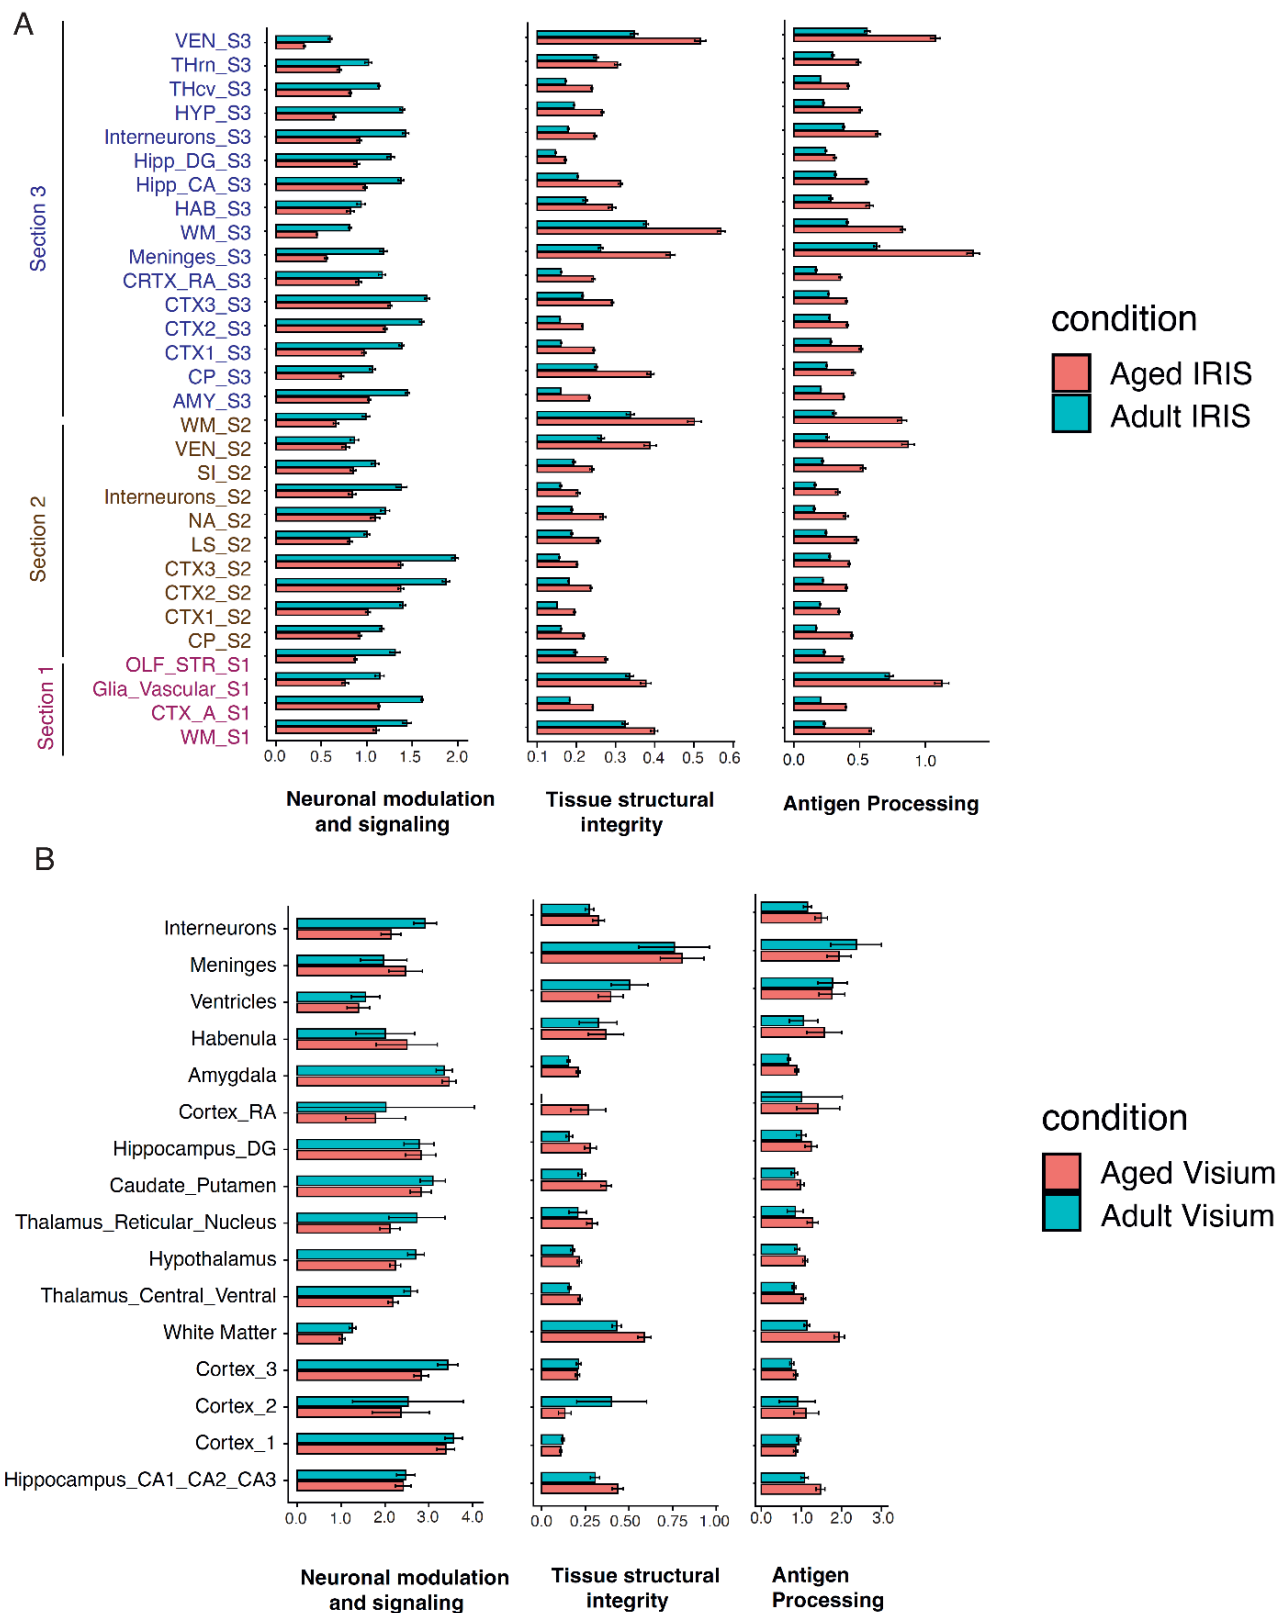 A
VEN_S3
THrn_S3
THcv_S3
HYP_S3
Interneurons_S3
Hipp_DG_S3
Hipp_CA_S3
HAB_S3
WM_S3
Meninges_S3
CRTX_RA_S3
CTX3_S3
CTX2_S3
CTX1_S3
CP_S3
AMY_S3
WM_S2
VEN_S2
SI_S2
Interneurons_S2
NA_S2
LS_S2
CTX3_S2
CTX2_S2
CTX1_S2
CP_S2
OLF_STR_S1
Glia_Vascular_S1
CTX_A_S1
WM_S1
Section 3
Section 2
Section 1
0.0 0.5 1.0 1.5 2.0
0.1 0.2 0.3 0.4 0.5 0.6
0.0 0.5 1.0
Neuronal modulation
and signaling
Tissue structural
integrity
Antigen Processing
condition
Aged IRIS
Adult IRIS
B
Interneurons
Meninges
Ventricles
Habenula
Amygdala
Cortex_RA
Hippocampus_DG
Caudate_Putamen
Thalamus_Reticular_Nucleus
Hypothalamus
Thalamus_Central_Ventral
White Matter
Cortex_3
Cortex_2
Cortex_1
Hippocampus_CA1_CA2_CA3
0.0 1.0 2.0 3.0 4.0
0.0 0.25 0.50 0.75 1.00
0.0 1.0 2.0 3.0
Neuronal modulation
and signaling
Tissue structural
integrity
Antigen
Processing
condition
Aged Visium
Adult Visium